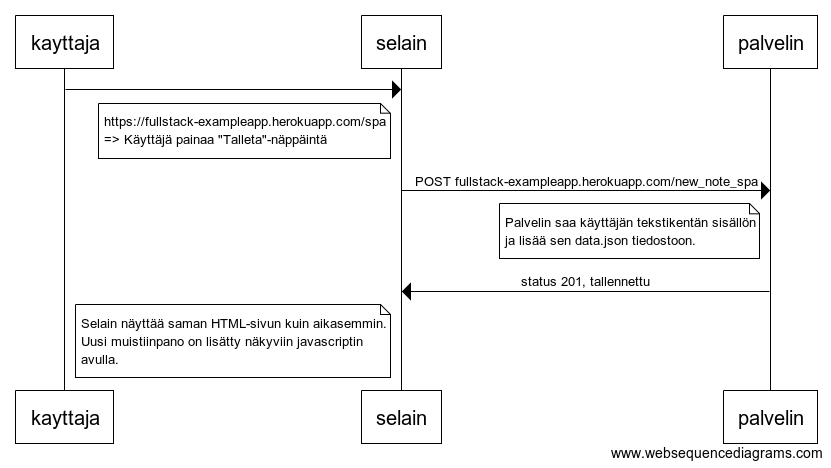 kayttaja
selain
palvelin
https://fullstack-exampleapp.herokuapp.com/spa
=> Käyttäjä painaa "Talleta"-näppäintä
POST fullstack-exampleapp.herokuapp.com/new_note_spa
Palvelin saa käyttäjän tekstikentän sisällön
ja lisää sen data.json tiedostoon.
status 201, tallennettu
Selain näyttää saman HTML-sivun kuin aikasemmin.
Uusi muistiinpano on lisätty näkyviin javascriptin
avulla.
kayttaja
selain
palvelin
www.websequencediagrams.com